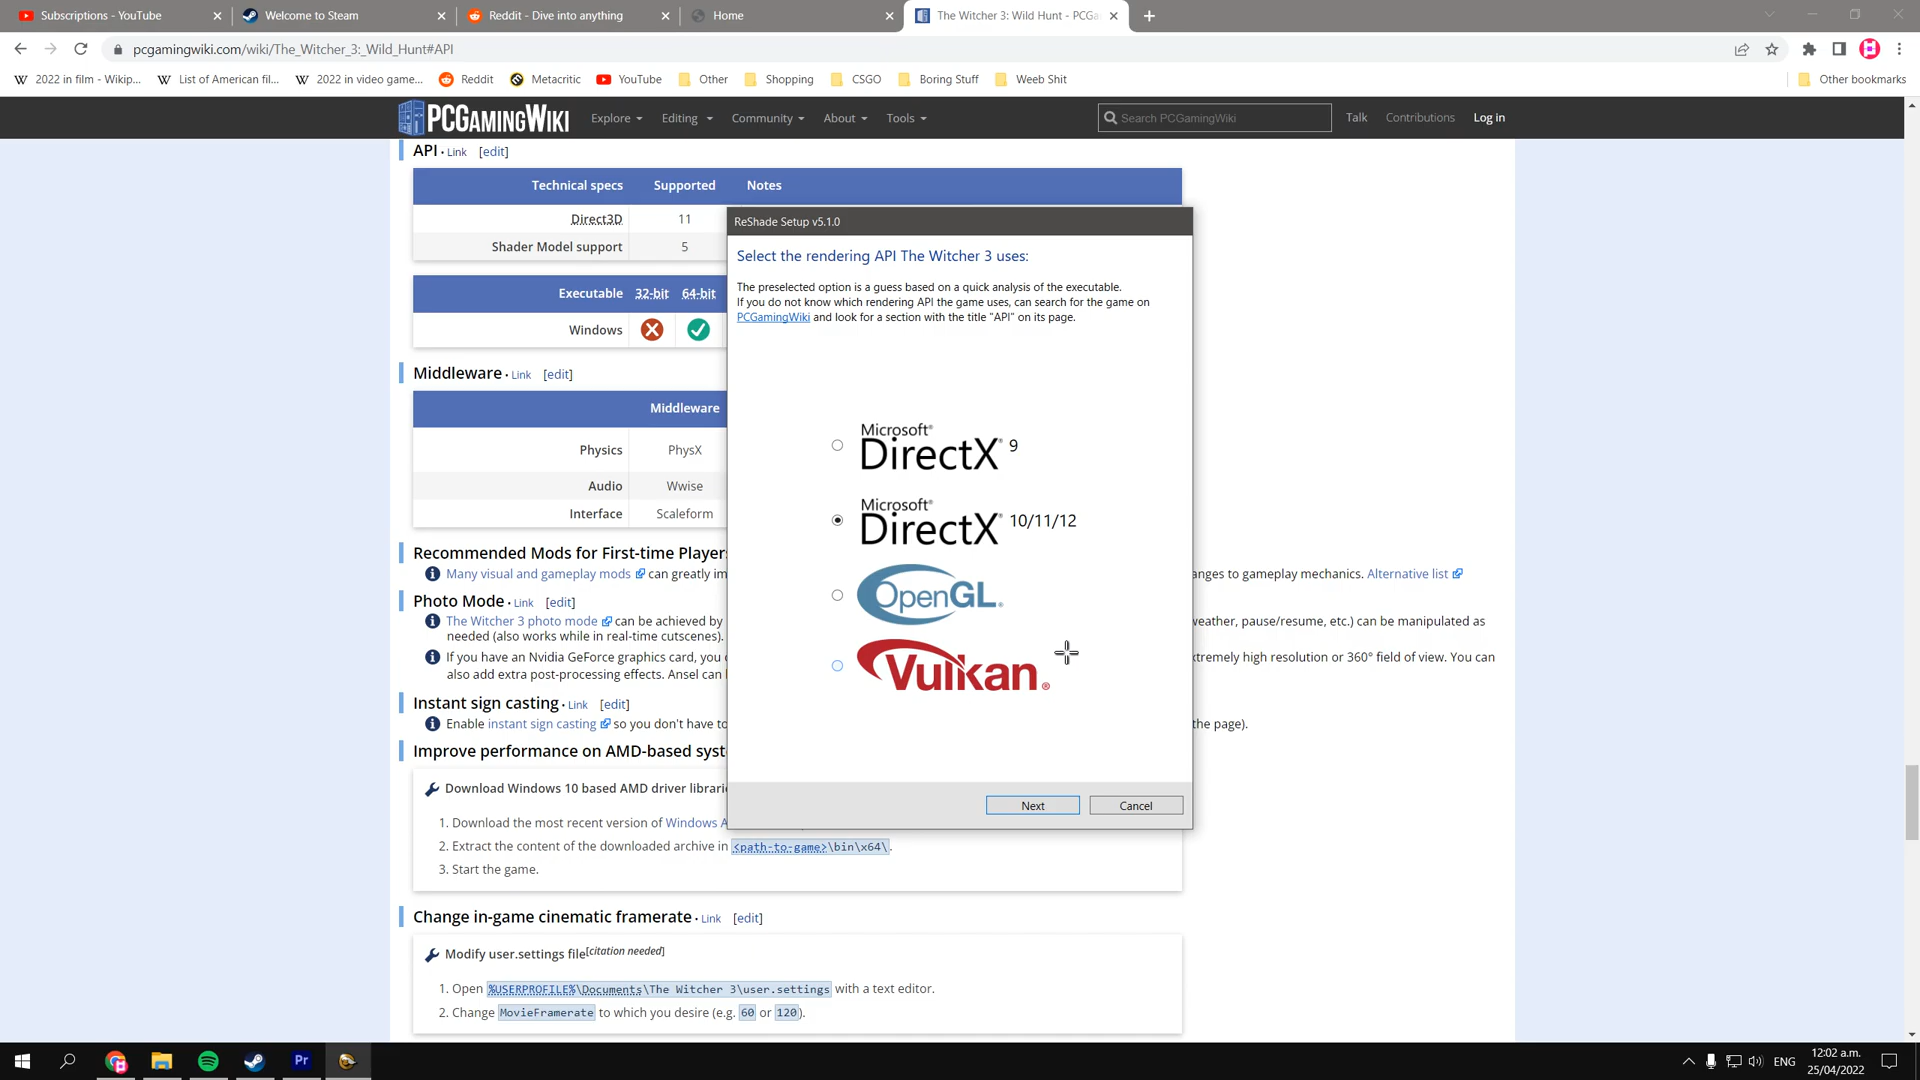 Subscriptions - YouTube
Welcome to Steam
Reddit - Dive into anything
Home
The Witcher 3: Wild Hunt - PCGa
pcgamingwiki.com/wiki/The_Witcher_3:_Wild_Hunt#API
2022 in film - Wikip...
List of American fil...
2022 in video game...
Reddit
Metacritic
YouTube
Other
Shopping
CSGO
Boring Stuff
Weeb Shit
Other bookmarks
PCGamingWiki
Explore
Editing
Community
About
Tools
Search PCGamingWiki
Talk
Contributions
Log in
API • Link [edit]
Technical specs Supported Notes
Direct3D 11
Shader Model support 5
Executable 32-bit 64-bit
Windows
Middleware • Link [edit]
Middleware
Physics PhysX
Audio Wwise
Interface Scaleform
Recommended Mods for First-time Player
Many visual and gameplay mods can greatly im
anges to gameplay mechanics. Alternative list
Photo Mode • Link [edit]
The Witcher 3 photo mode can be achieved by
weather, pause/resume, etc.) can be manipulated as
needed (also works while in real-time cutscenes).
If you have an Nvidia GeForce graphics card, you
xtremely high resolution or 360° field of view. You can
also add extra post-processing effects. Ansel can
Instant sign casting • Link [edit]
Enable instant sign casting so you don't have to
the page).
Improve performance on AMD-based syst
Download Windows 10 based AMD driver librari
1. Download the most recent version of Windows A
2. Extract the content of the downloaded archive in <path-to-game>\bin\x64\.
3. Start the game.
Change in-game cinematic framerate • Link [edit]
Modify user.settings file[citation needed]
1. Open %USERPROFILE%\Documents\The Witcher 3\user.settings with a text editor.
2. Change MovieFramerate to which you desire (e.g. 60 or 120).
ReShade Setup v5.1.0
Select the rendering API The Witcher 3 uses:
The preselected option is a guess based on a quick analysis of the executable.
If you do not know which rendering API the game uses, can search for the game on
PCGamingWiki and look for a section with the title "API" on its page.
Microsoft®
DirectX® 9
Microsoft®
DirectX® 10/11/12
OpenGL®
Vulkan®
Next
Cancel
Pr
ENG
12:02 a.m.
25/04/2022